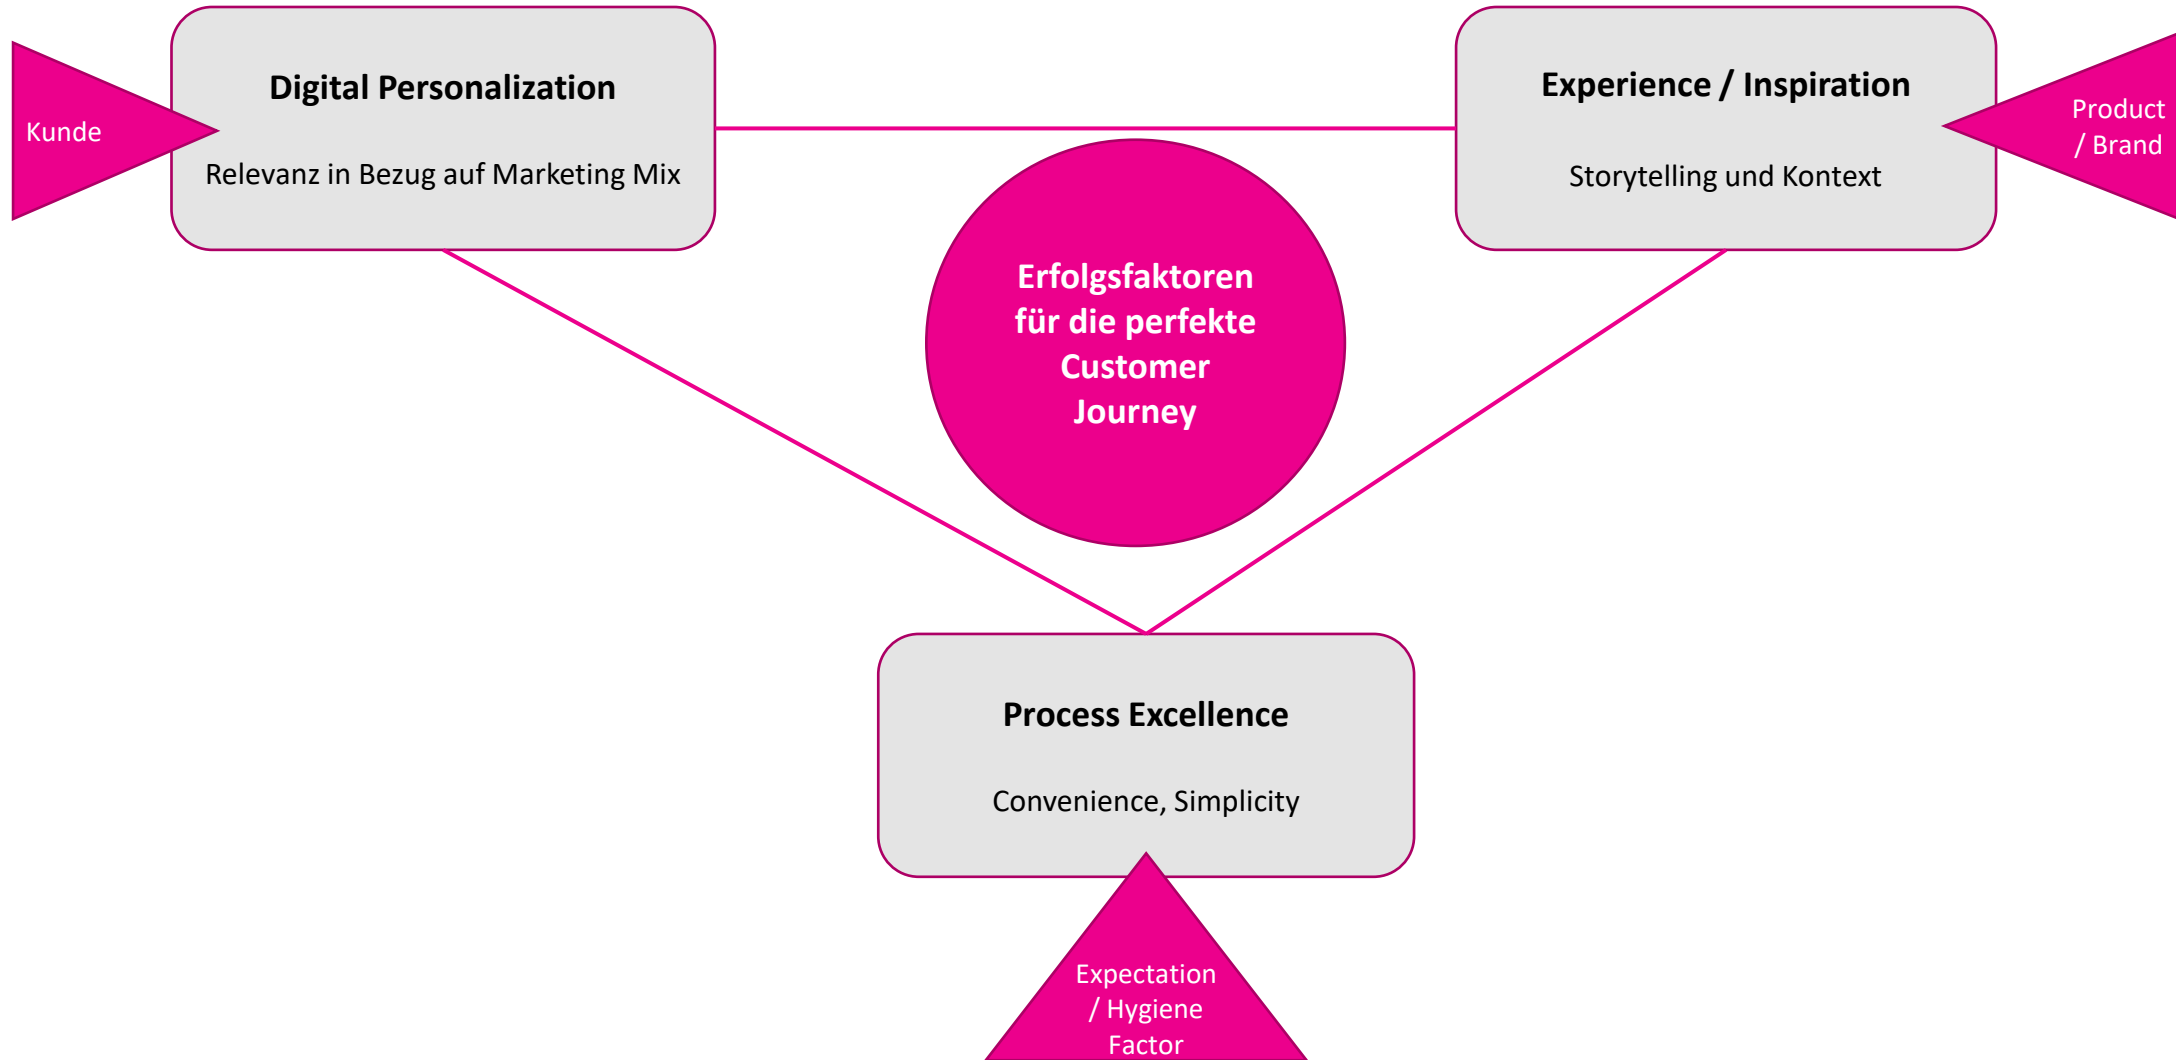 Digital Personalization
Relevanz in Bezug auf Marketing Mix
Kunde
Experience / Inspiration
Storytelling und Kontext
Product
/ Brand
Erfolgsfaktoren
für die perfekte
Customer
Journey
Process Excellence
Convenience, Simplicity
Expectation
/ Hygiene
Factor